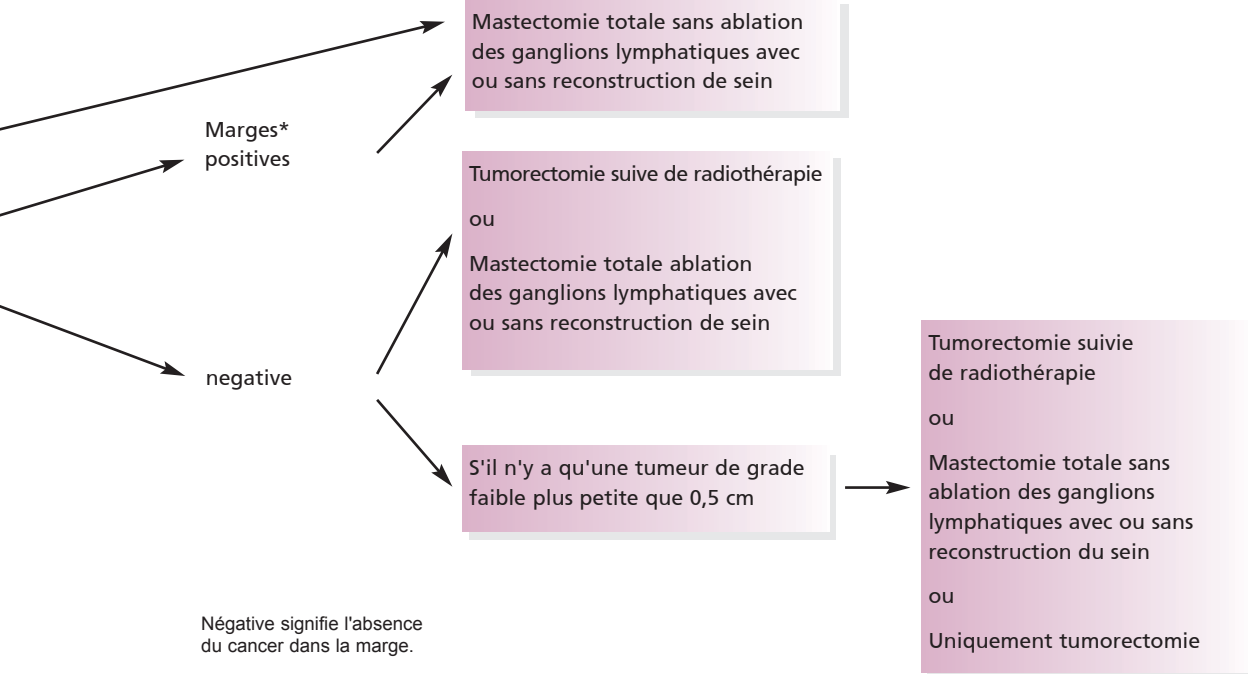 Mastectomie totale sans ablation
des ganglions lymphatiques avec
ou sans reconstruction de sein
Marges*
positives
Tumorectomie suive de radiothérapie
ou
Mastectomie totale ablation
des ganglions lymphatiques avec
ou sans reconstruction de sein
negative
S'il n'y a qu'une tumeur de grade
faible plus petite que 0,5 cm
Tumorectomie suivie
de radiothérapie
ou
Mastectomie totale sans
ablation des ganglions
lymphatiques avec ou sans
reconstruction du sein
ou
Uniquement tumorectomie
Négative signifie l'absence
du cancer dans la marge.